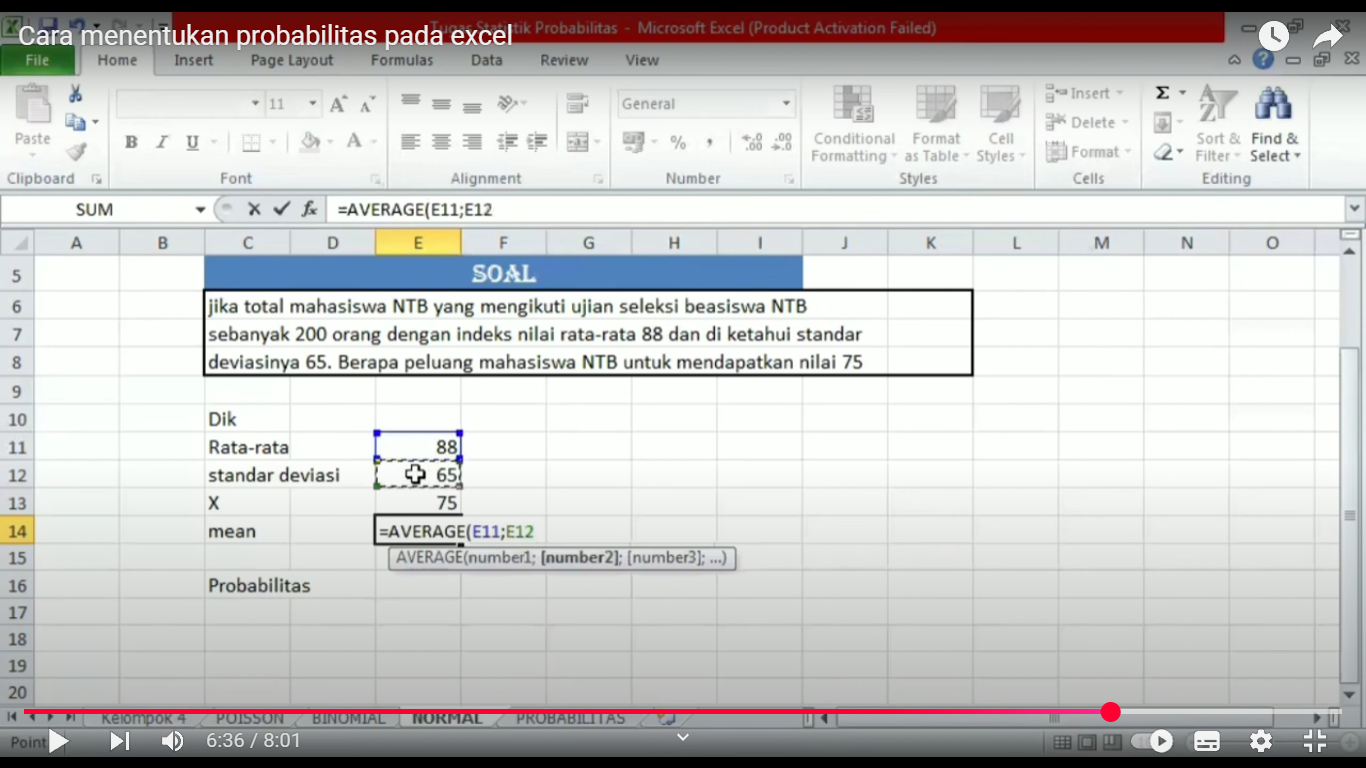 Cara menentukan probabilitas pada excel
Tugas Statistik Probabilitas - Microsoft Excel (Product Activation Failed)
File Home Insert Page Layout Formulas Data Review View
11 General
Paste B I U A % Conditional Formatting Format as Table Cell Styles Insert Delete Format Σ Sort & Filter Find & Select
Clipboard Font Alignment Number Styles Cells Editing
SUM fx =AVERAGE(E11;E12
A B C D E F G H I J K L M N O
5 SOAL
6 jika total mahasiswa NTB yang mengikuti ujian seleksi beasiswa NTB
7 sebanyak 200 orang dengan indeks nilai rata-rata 88 dan di ketahui standar
8 deviasinya 65. Berapa peluang mahasiswa NTB untuk mendapatkan nilai 75
9
10 Dik
11 Rata-rata 88
12 standar deviasi 65
13 X 75
14 mean =AVERAGE(E11;E12
15 AVERAGE(number1; [number2]; [number3]; ...)
16 Probabilitas
17
18
19
20
Kelompok 4 POISSON BINOMIAL NORMAL PROBABILITAS
Point 6:36 / 8:01